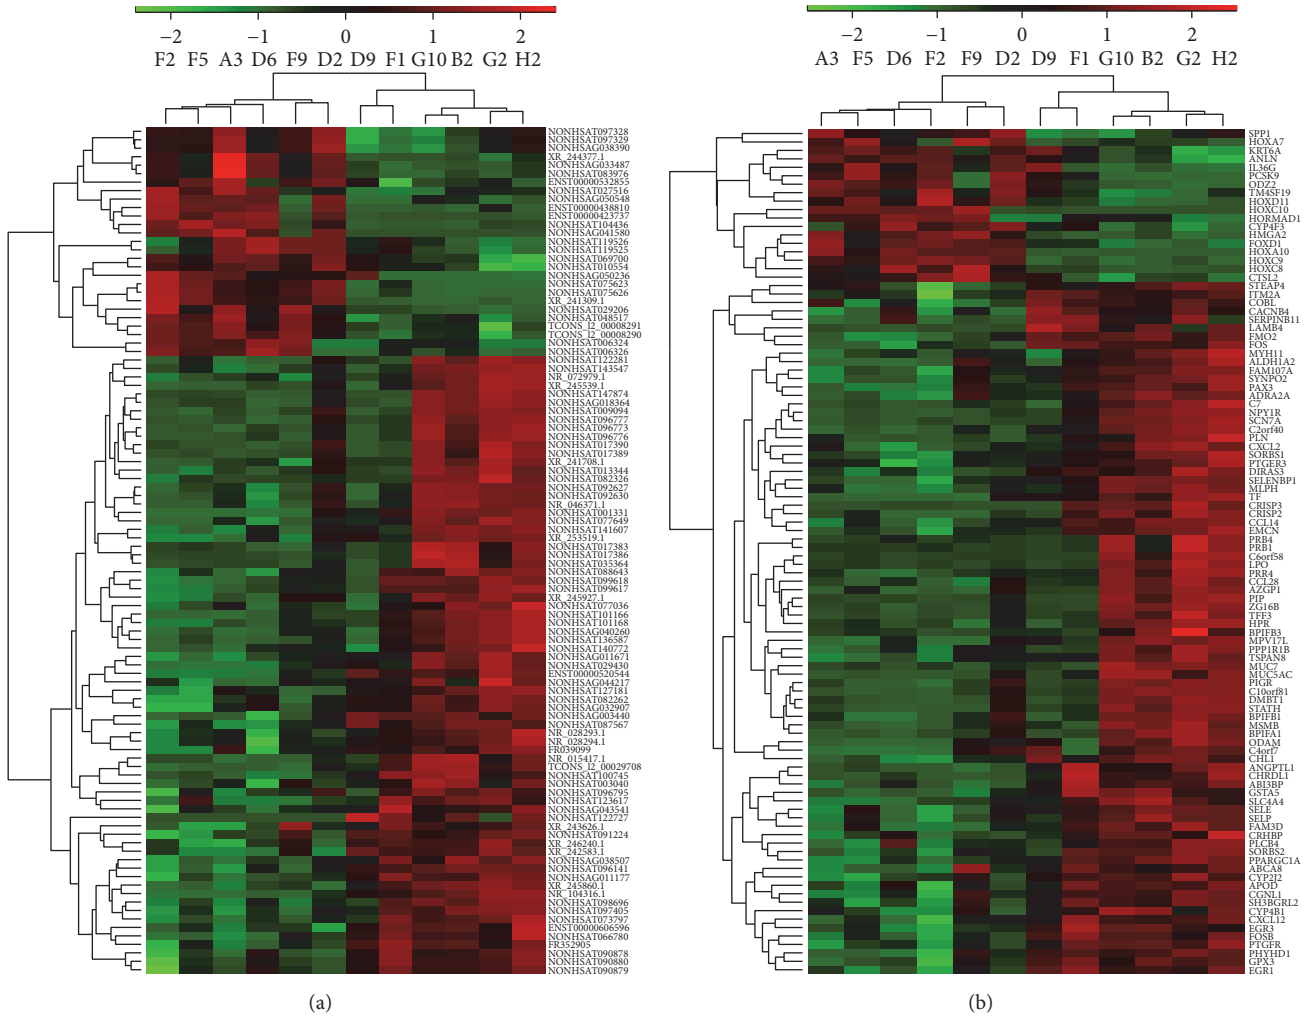 −2 −1 0 1 2
F2 F5 A3 D6 F9 D2 D9 F1 G10 B2 G2 H2
NONHSAT097328
NONHSAT097329
NONHSAG038390
XR_244377.1
NONHSAG033487
NONHSAT083976
ENST00000532855
NONHSAT027516
NONHSAG050548
ENST00000438810
ENST00000423737
NONHSAT104436
NONHSAG041580
NONHSAT119526
NONHSAT119525
NONHSAT069700
NONHSAT010554
NONHSAG050236
NONHSAT075623
NONHSAT075626
XR_241309.1
NONHSAT029206
NONHSAT048517
TCONS_l2_00008291
TCONS_l2_00008290
NONHSAT006324
NONHSAT006326
NONHSAT122281
NONHSAT143547
NR_072979.1
XR_245539.1
NONHSAT147874
NONHSAG018364
NONHSAT009094
NONHSAT096777
NONHSAT096773
NONHSAT096776
NONHSAT017390
NONHSAT017389
XR_241708.1
NONHSAT013344
NONHSAT082326
NONHSAT092627
NONHSAT092630
NR_046371.1
NONHSAT001331
NONHSAT077649
NONHSAT141607
XR_253519.1
NONHSAT017383
NONHSAT017386
NONHSAT035364
NONHSAT088643
NONHSAT099618
NONHSAT099617
XR_245927.1
NONHSAT077036
NONHSAT101166
NONHSAT101168
NONHSAG040260
NONHSAT136587
NONHSAT140772
NONHSAG011671
NONHSAT029430
ENST00000520544
NONHSAG044217
NONHSAT127181
NONHSAT082262
NONHSAG032907
NONHSAG003440
NONHSAT087567
NR_028293.1
NR_028294.1
FR039099
NR_015417.1
TCONS_l2_00029708
NONHSAT100745
NONHSAT003040
NONHSAT096795
NONHSAT123617
NONHSAG043541
NONHSAT122727
XR_243626.1
NONHSAT091224
XR_246240.1
XR_242583.1
NONHSAG038507
NONHSAT096141
NONHSAG011177
XR_245860.1
NR_104316.1
NONHSAT098696
NONHSAT097405
NONHSAT073797
ENST00000606596
NONHSAT066780
FR352905
NONHSAT090878
NONHSAT090880
NONHSAT090879
(a)
−2 −1 0 1 2
A3 F5 D6 F2 F9 D2 D9 F1 G10 B2 G2 H2
SPP1
HOXA7
KRT6A
ANLN
IL36G
PCSK9
ODZ2
TM4SF19
HOXD11
HOXC10
HORMAD1
CYP4F3
HMGA2
FOXD1
HOXA10
HOXC9
HOXC8
CTSL2
STEAP4
ITM2A
COBL
CACNB4
SERPINB11
LAMB4
FMO2
FOS
MYH11
ALDH1A2
FAM107A
SYNPO2
PAX3
ADRA2A
C7
NPY1R
SCN7A
C2orf40
PLN
CXCL2
SORBS1
PTGER3
DIRAS3
SELENBP1
MLPH
TF
CRISP3
CRISP2
CCL14
EMCN
PRB4
PRB1
C6orf58
LPO
PRR4
CCL28
AZGP1
PIP
ZG16B
TFF3
HPR
BPIFB3
MPV17L
PPP1R1B
TSPAN8
MUC7
MUC5AC
PIGR
C10orf81
DMBT1
STATH
BPIFB1
MSMB
BPIFA1
ODAM
C4orf7
CHL1
ANGPTL1
CHRDL1
ABI3BP
GSTA5
SLC4A4
SELE
SELP
FAM3D
CRHBP
PLCB4
SORBS2
PPARGC1A
ABCA8
CYP2J2
APOD
CGNL1
SH3BGRL2
CYP4B1
CXCL12
EGR3
FOSB
PTGFR
PHYHD1
GPX3
EGR1
(b)